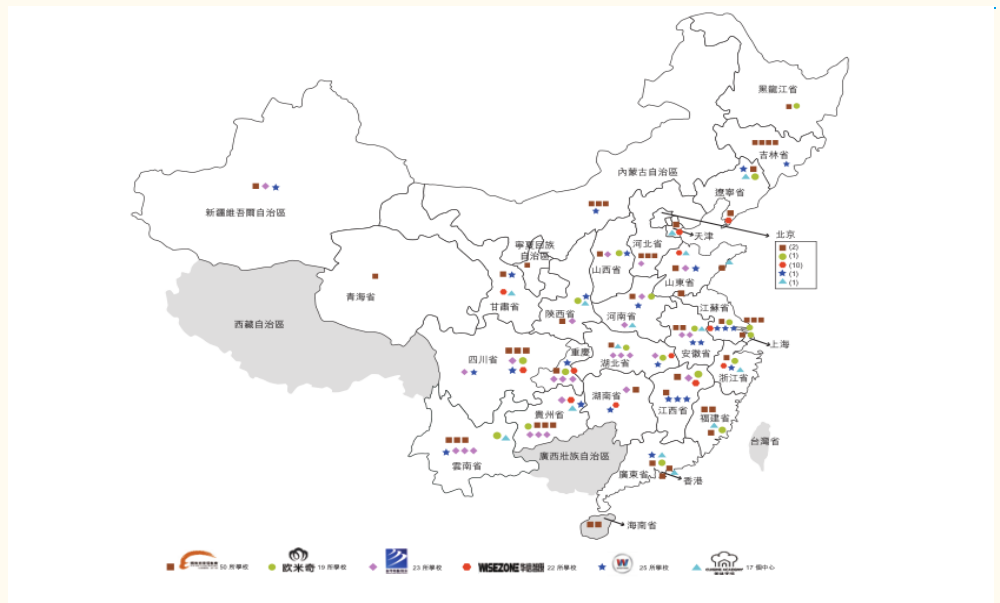 黑龍江省
吉林省
內蒙古自治區
遼寧省
新疆維吾爾自治區
北京
(2)
(1)
(10)
(1)
(1)
天津
河北省
寧夏回族
自治區
山西省
山東省
青海省
甘肅省
陝西省
河南省
江蘇省
西藏自治區
上海
四川省
重慶
湖北省
安徽省
浙江省
湖南省
江西省
貴州省
福建省
台灣省
雲南省
廣西壯族自治區
廣東省
香港
海南省
50 所學校
歐米奇 19 所學校
23 所學校
WISEZONE 22 所學校
W 25 所學校
17 個中心